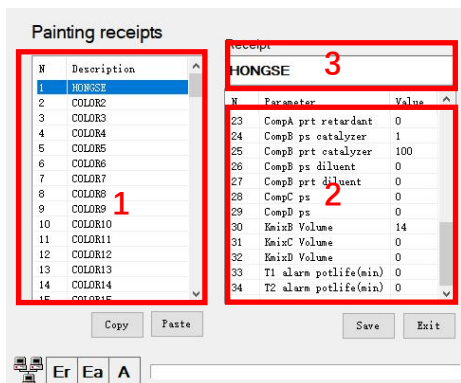 Painting receipts
N Description
1 HONGSE
2 COLOR2
3 COLOR3
4 COLOR4
5 COLOR5
6 COLOR6
7 COLOR7
8 COLOR8
9 COLOR9
10 COLOR10
11 COLOR11
12 COLOR12
13 COLOR13
14 COLOR14
15 COLOR15
1
Copy Paste
Receipt
HONGSE 3
N Parameter Value
23 CompA prt retardant 0
24 CompB ps catalyzer 1
25 CompB prt catalyzer 100
26 CompB ps diluent 0
27 CompB prt diluent 0
28 CompC ps 0
29 CompD ps 0
30 KmixB Volume 14
31 KmixC Volume 0
32 KmixD Volume 0
33 T1 alarm potlife(min) 0
34 T2 alarm potlife(min) 0
2
Save Exit
Er Ea A